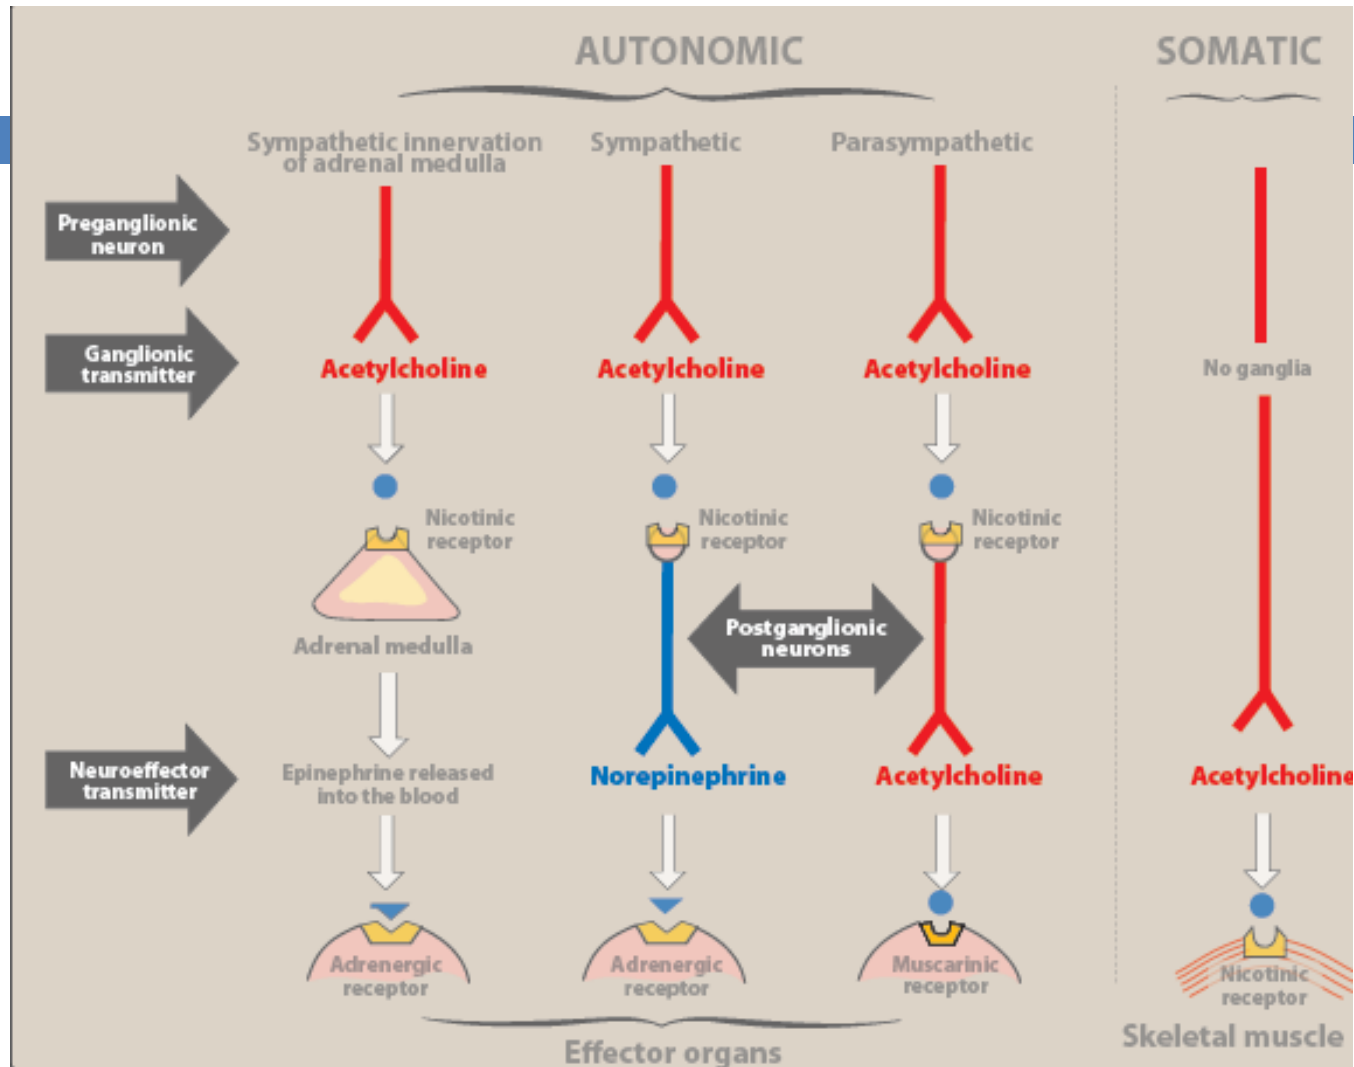 AUTONOMIC
SOMATIC
Sympathetic innervation
of adrenal medulla
Sympathetic
Parasympathetic
Preganglionic
neuron
Ganglionic
transmitter
Acetylcholine
Acetylcholine
Acetylcholine
No ganglia
Nicotinic
receptor
Nicotinic
receptor
Nicotinic
receptor
Adrenal medulla
Postganglionic
neurons
Neuroeffector
transmitter
Epinephrine released
into the blood
Norepinephrine
Acetylcholine
Acetylcholine
Adrenergic
receptor
Adrenergic
receptor
Muscarinic
receptor
Nicotinic
receptor
Effector organs
Skeletal muscle